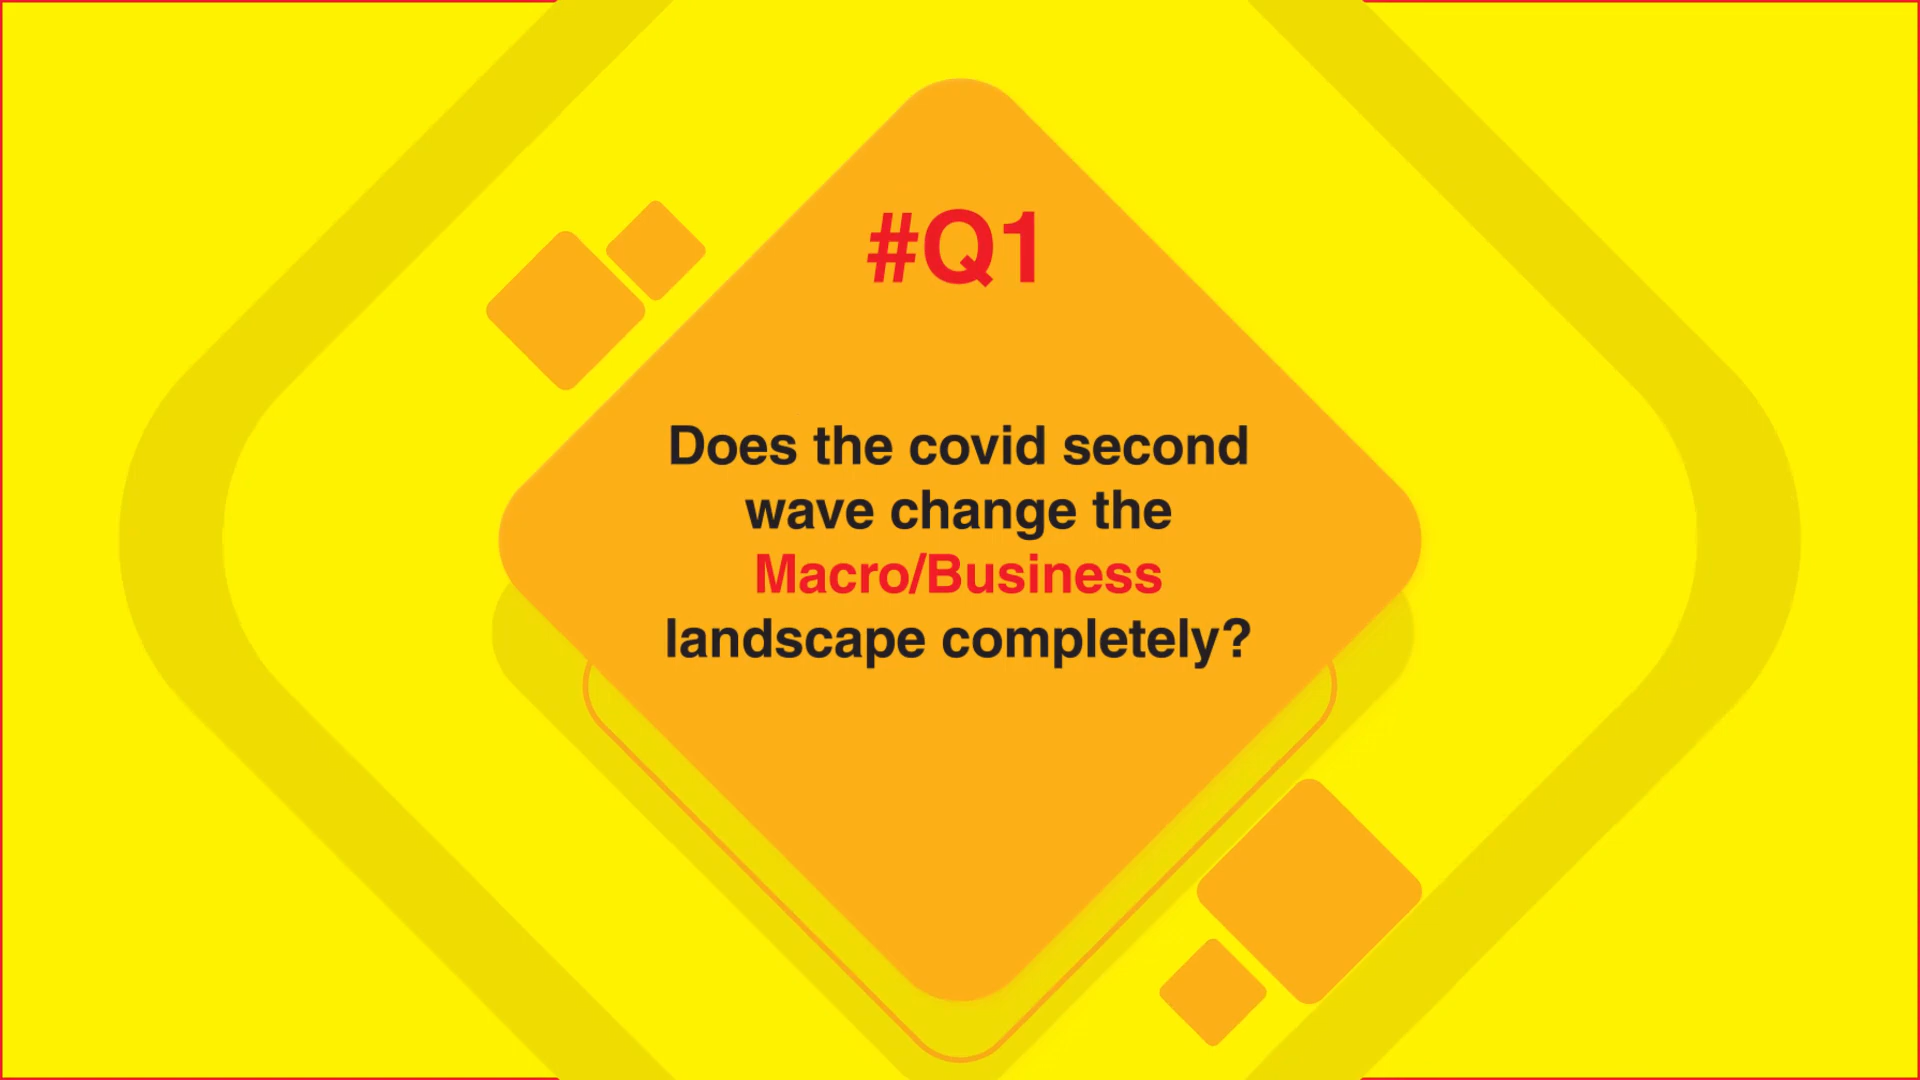 #Q1
Does the covid second
wave change the
Macro/Business
landscape completely?